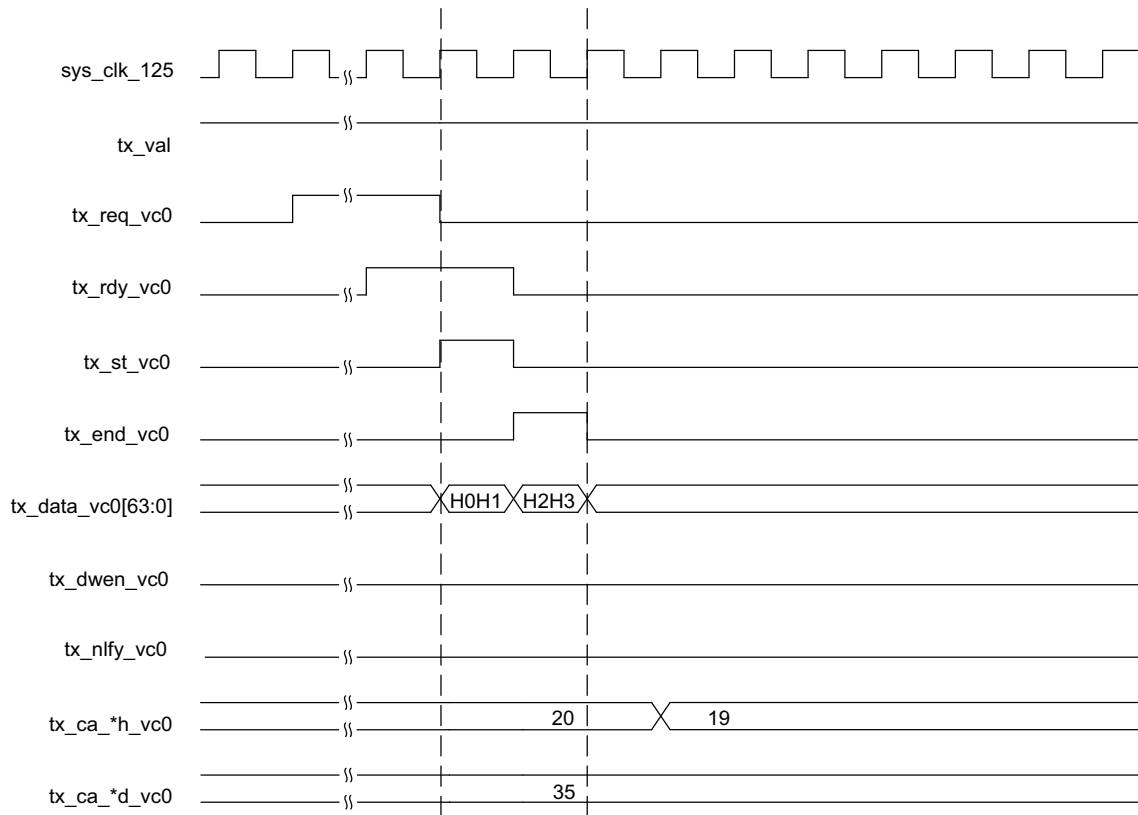 sys_clk_125
tx_val
tx_req_vc0
tx_rdy_vc0
tx_st_vc0
tx_end_vc0
tx_data_vc0[63:0] H0H1 H2H3
tx_dwen_vc0
tx_nlfy_vc0
tx_ca_*h_vc0 20 19
tx_ca_*d_vc0 35